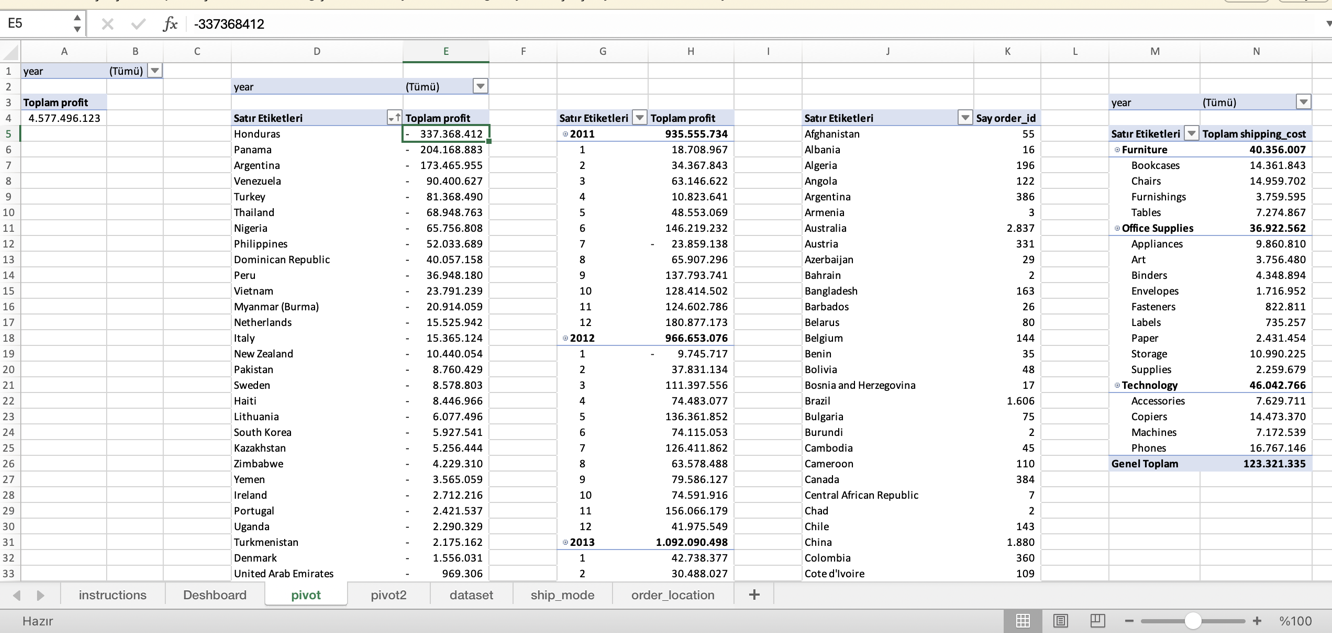 E5 fx -337368412
A B C D E F G H I J K L M N
1 year (Tümü)
2 year (Tümü)
3 Toplam profit year (Tümü)
4 4.577.496.123 Satır Etiketleri Toplam profit Satır Etiketleri Toplam profit Satır Etiketleri Say order_id
5 Honduras - 337.368.412 2011 935.555.734 Afghanistan 55 Satır Etiketleri Toplam shipping_cost
6 Panama - 204.168.883 1 18.708.967 Albania 16 Furniture 40.356.007
7 Argentina - 173.465.955 2 34.367.843 Algeria 196 Bookcases 14.361.843
8 Venezuela - 90.400.627 3 63.146.622 Angola 122 Chairs 14.959.702
9 Turkey - 81.368.490 4 10.823.641 Argentina 386 Furnishings 3.759.595
10 Thailand - 68.948.763 5 48.553.069 Armenia 3 Tables 7.274.867
11 Nigeria - 65.756.808 6 146.219.232 Australia 2.837 Office Supplies 36.922.562
12 Philippines - 52.033.689 7 - 23.859.138 Austria 331 Appliances 9.860.810
13 Dominican Republic - 40.057.158 8 65.907.296 Azerbaijan 29 Art 3.756.480
14 Peru - 36.948.180 9 137.793.741 Bahrain 2 Binders 4.348.894
15 Vietnam - 23.791.239 10 128.414.502 Bangladesh 163 Envelopes 1.716.952
16 Myanmar (Burma) - 20.914.059 11 124.602.786 Barbados 26 Fasteners 822.811
17 Netherlands - 15.525.942 12 180.877.173 Belarus 80 Labels 735.257
18 Italy - 15.365.124 2012 966.653.076 Belgium 144 Paper 2.431.454
19 New Zealand - 10.440.054 1 - 9.745.717 Benin 35 Storage 10.990.225
20 Pakistan - 8.760.429 2 37.831.134 Bolivia 48 Supplies 2.259.679
21 Sweden - 8.578.803 3 111.397.556 Bosnia and Herzegovina 17 Technology 46.042.766
22 Haiti - 8.446.966 4 74.483.077 Brazil 1.606 Accessories 7.629.711
23 Lithuania - 6.077.496 5 136.361.852 Bulgaria 75 Copiers 14.473.370
24 South Korea - 5.927.541 6 74.115.053 Burundi 2 Machines 7.172.539
25 Kazakhstan - 5.256.444 7 126.411.862 Cambodia 45 Phones 16.767.146
26 Zimbabwe - 4.229.310 8 63.578.488 Cameroon 110 Genel Toplam 123.321.335
27 Yemen - 3.565.059 9 79.586.127 Canada 384
28 Ireland - 2.712.216 10 74.591.916 Central African Republic 7
29 Portugal - 2.421.537 11 156.066.179 Chad 2
30 Uganda - 2.290.329 12 41.975.549 Chile 143
31 Turkmenistan - 2.175.162 2013 1.092.090.498 China 1.880
32 Denmark - 1.556.031 1 42.738.377 Colombia 360
33 United Arab Emirates - 969.306 2 30.488.027 Cote d'Ivoire 109
instructions Dashboard pivot pivot2 dataset ship_mode order_location +
Hazır − + %100